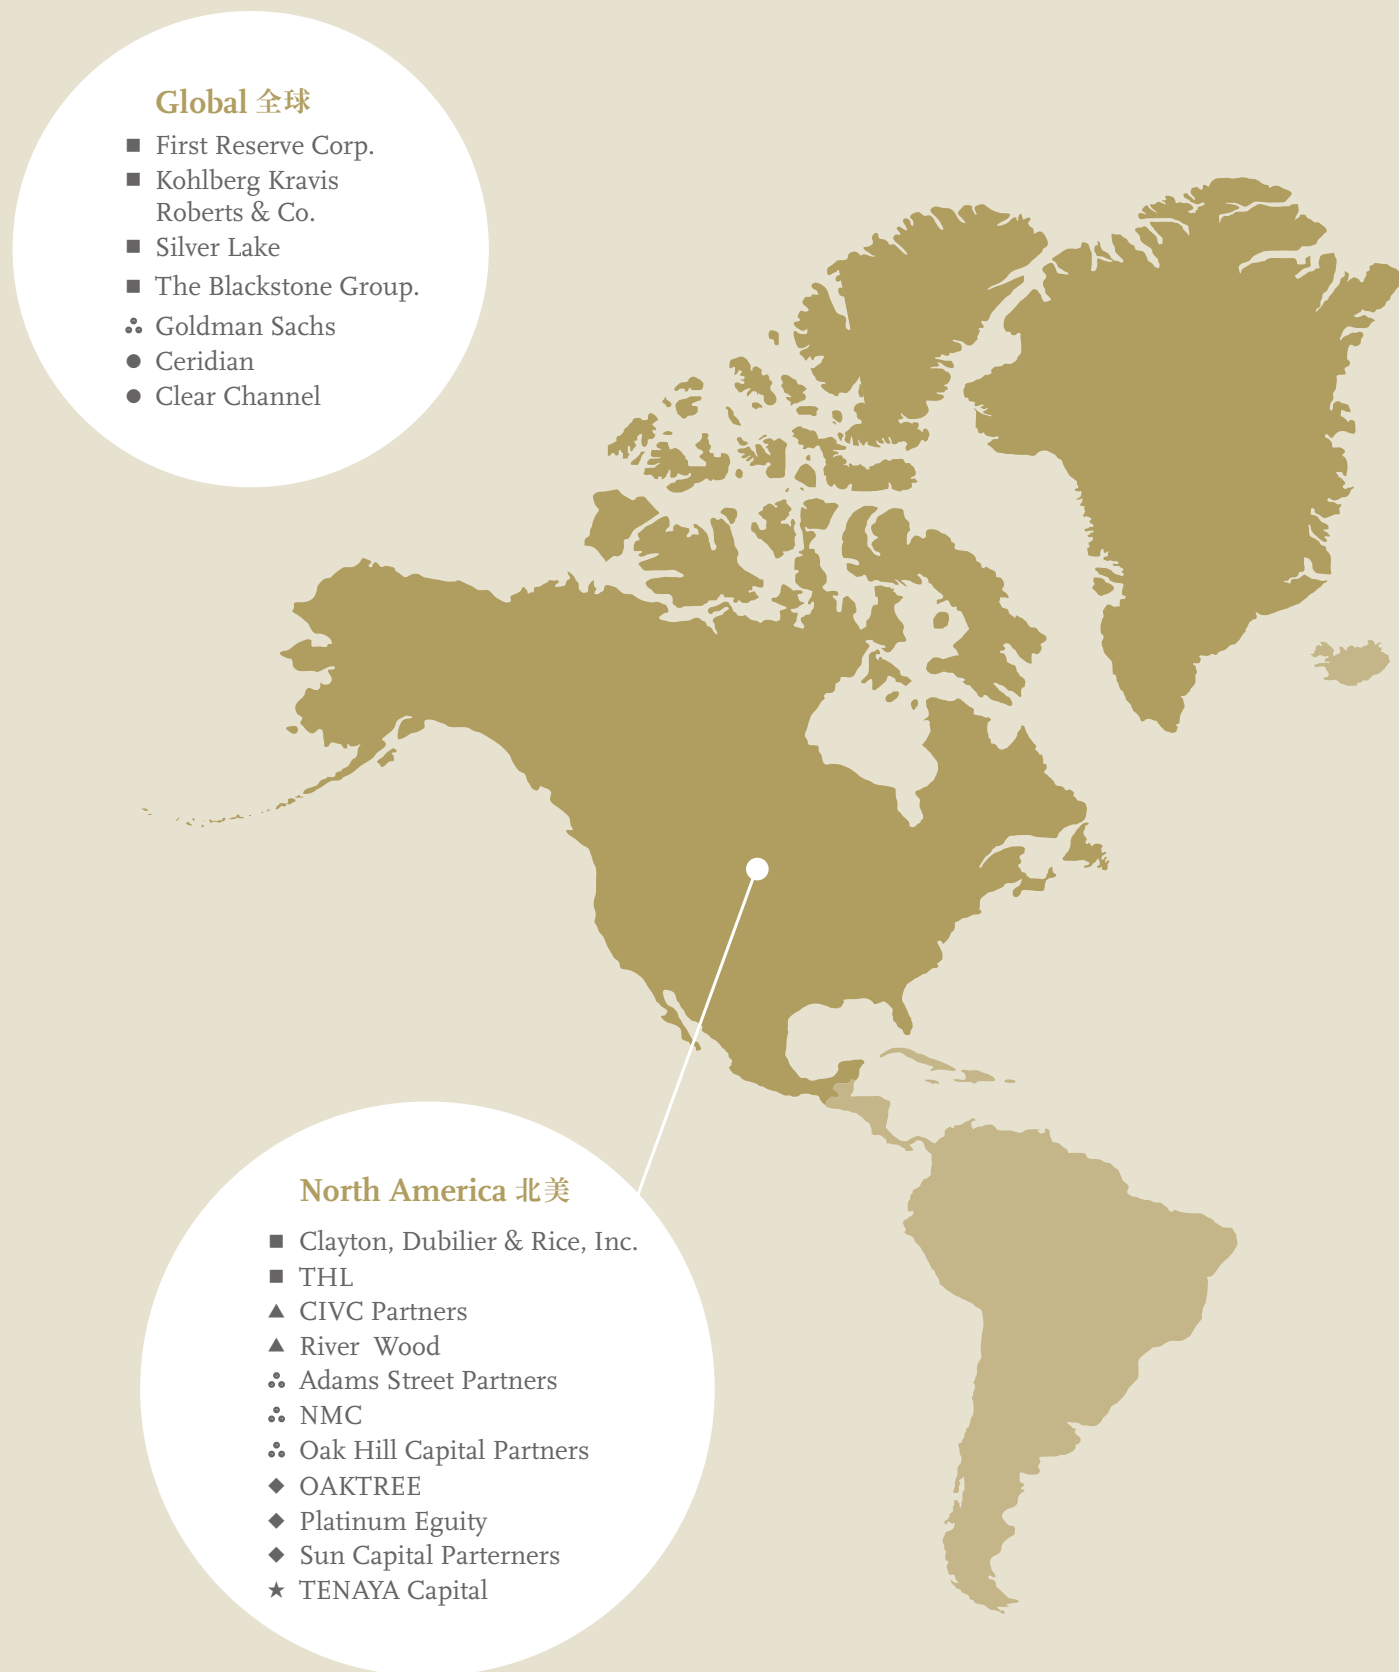 Global 全球
■ First Reserve Corp.
■ Kohlberg Kravis
Roberts & Co.
■ Silver Lake
■ The Blackstone Group.
Goldman Sachs
● Ceridian
● Clear Channel
North America 北美
■ Clayton, Dubilier & Rice, Inc.
■ THL
▲ CIVC Partners
▲ River Wood
Adams Street Partners
NMC
Oak Hill Capital Partners
◆ OAKTREE
◆ Platinum Eguity
◆ Sun Capital Parterners
★ TENAYA Capital